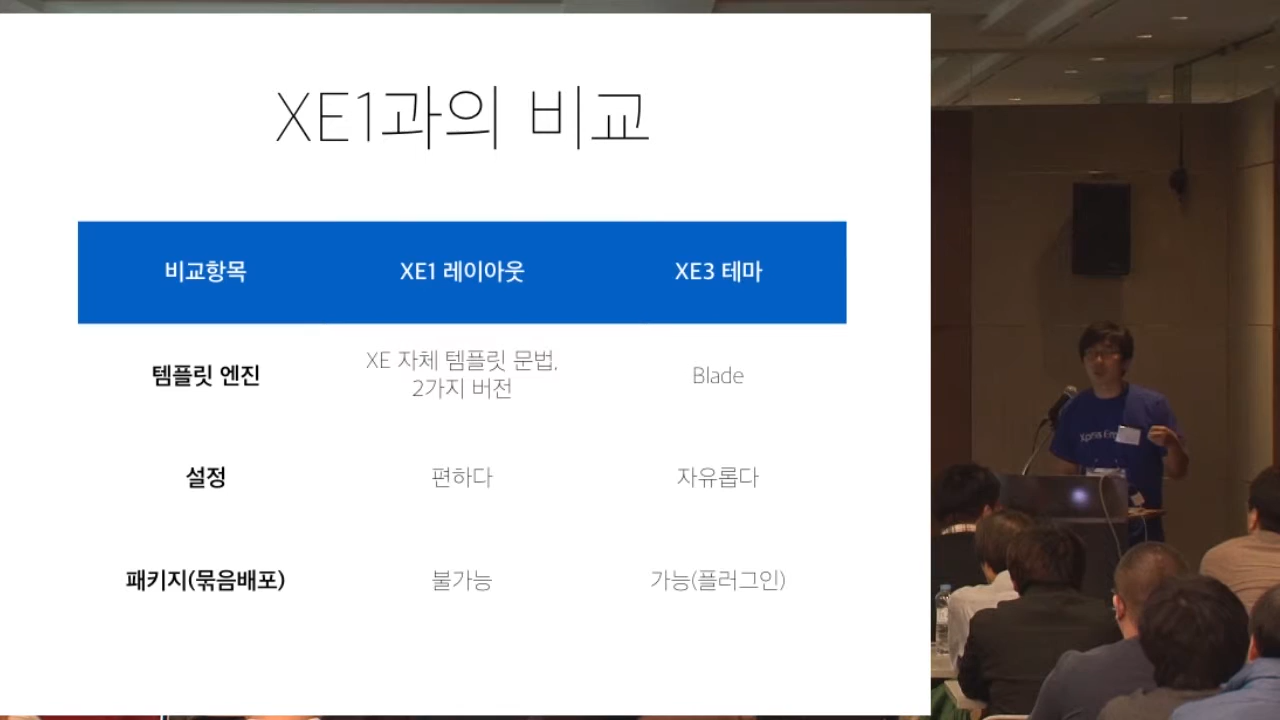 XE1과의 비교
비교항목 XE1 레이아웃 XE3 테마
템플릿 엔진 XE 자체 템플릿 문법, Blade
2가지 버전
설정 편하다 자유롭다
패키지(묶음배포) 불가능 가능(플러그인)